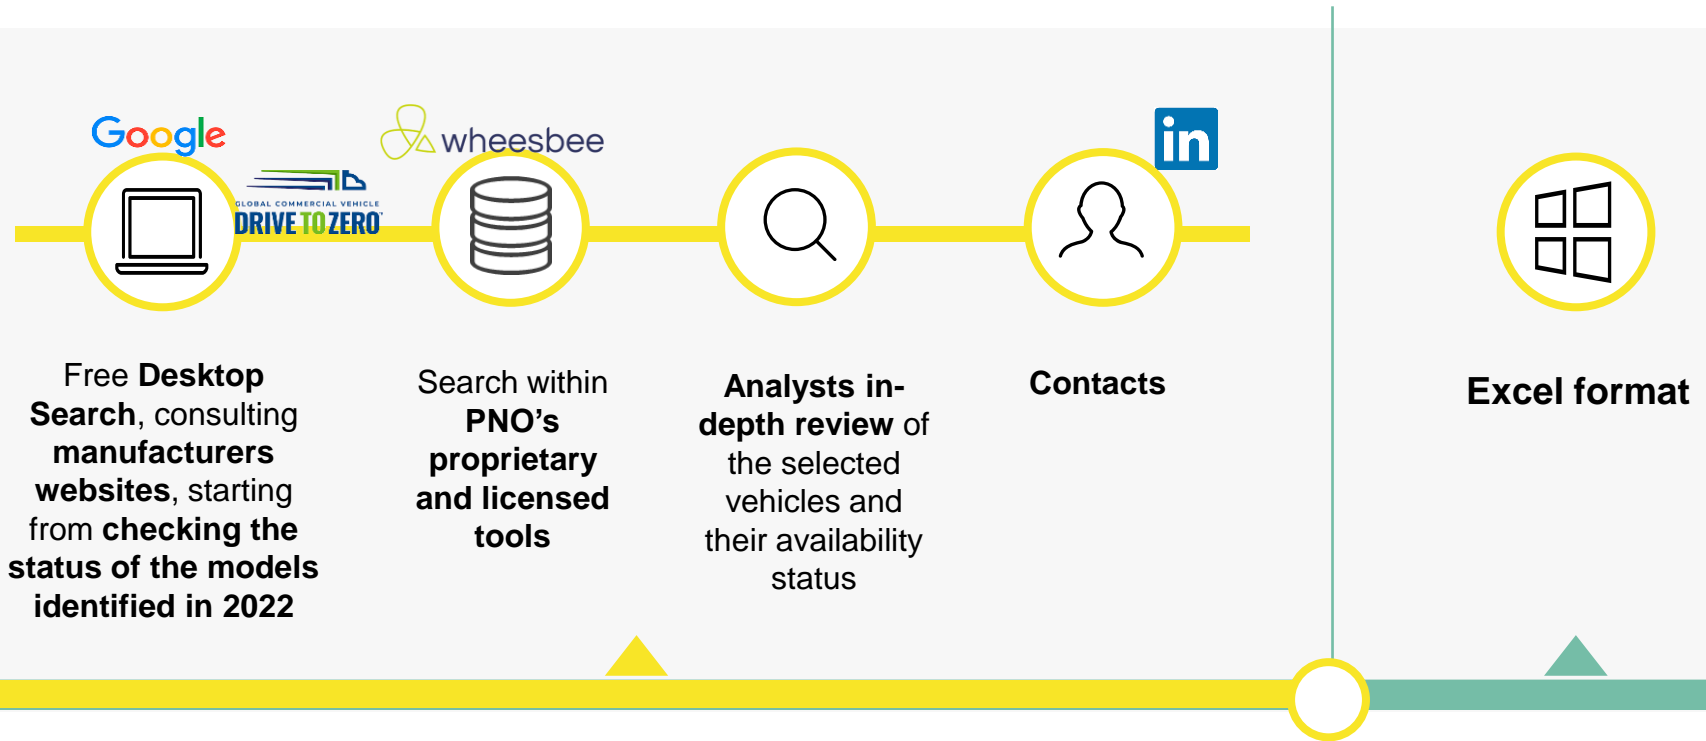 Google
GLOBAL COMMERCIAL VEHICLE
DRIVE TO ZERO
wheesbee
in
Free Desktop
Search, consulting
manufacturers
websites, starting
from checking the
status of the models
identified in 2022
Search within
PNO’s
proprietary
and licensed
tools
Analysts in-
depth review of
the selected
vehicles and
their availability
status
Contacts
Excel format